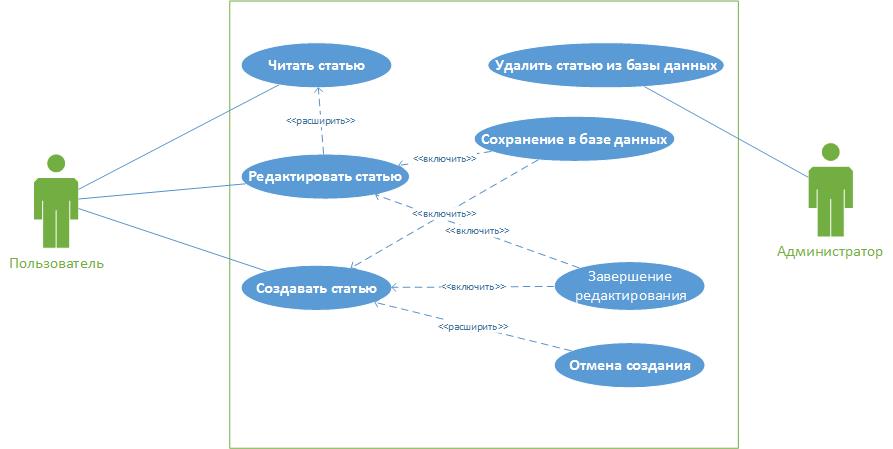 Читать статью
Удалить статью из базы данных
<<расширить>>
Сохранение в базе данных
<<включить>>
Редактировать статью
<<включить>>
<<включить>>
Пользователь
Администратор
Создавать статью
<<включить>>
Завершение
редактирования
<<расширить>>
Отмена создания